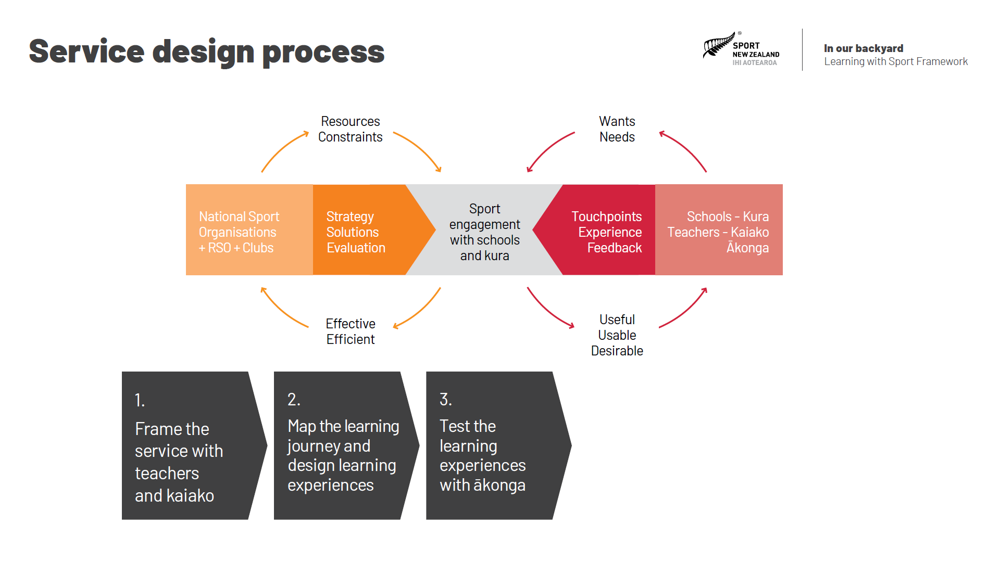 Service design process
SPORT
NEW ZEALAND
IHI AOTEAROA
TM
In our backyard
Learning with Sport Framework
Resources
Constraints
Wants
Needs
National Sport
Organisations
+ RSO + Clubs
Strategy
Solutions
Evaluation
Sport
engagement
with schools
and kura
Touchpoints
Experience
Feedback
Schools - Kura
Teachers - Kaiako
Ākonga
Effective
Efficient
Useful
Usable
Desirable
1.
Frame the
service with
teachers
and kaiako
2.
Map the learning
journey and
design learning
experiences
3.
Test the
learning
experiences
with ākonga